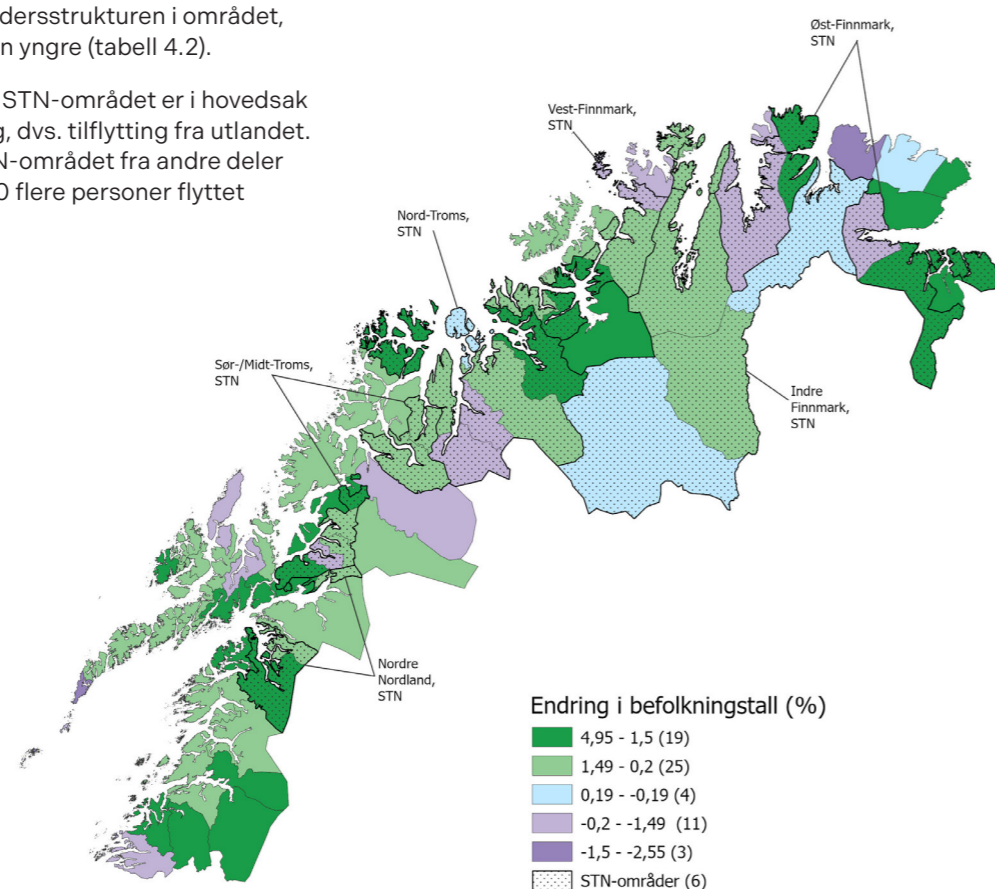 dersstrukturen i området,
n yngre (tabell 4.2).
STN-området er i hovedsak
g, dvs. tilflytting fra utlandet.
N-området fra andre deler
0 flere personer flyttet
Øst-Finnmark,
STN
Vest-Finnmark,
STN
Nord-Troms,
STN
Sør-/Midt-Troms,
STN
Indre
Finnmark,
STN
Nordre
Nordland,
STN
Endring i befolkningstall (%)
4,95 - 1,5 (19)
1,49 - 0,2 (25)
0,19 - -0,19 (4)
-0,2 - -1,49 (11)
-1,5 - -2,55 (3)
STN-områder (6)